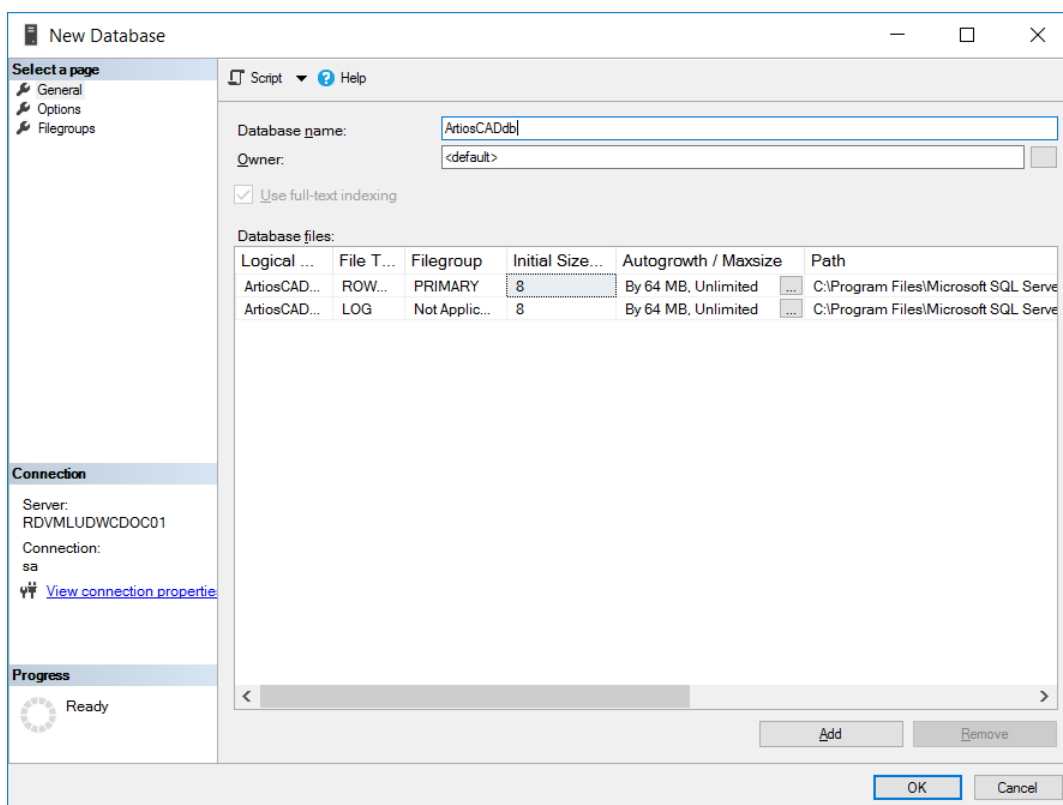 New Database
Select a page
General
Options
Filegroups
Script Help
Database name: ArtiosCADdb
Owner: <default>
Use full-text indexing
Database files:
Logical ... File T... Filegroup Initial Size... Autogrowth / Maxsize Path
ArtiosCAD... ROW... PRIMARY 8 By 64 MB, Unlimited ... C:\Program Files\Microsoft SQL Serve
ArtiosCAD... LOG Not Applic... 8 By 64 MB, Unlimited ... C:\Program Files\Microsoft SQL Serve
Connection
Server:
RDVMLUDWCDOC01
Connection:
sa
View connection propertie
Progress
Ready
Add Remove
OK Cancel